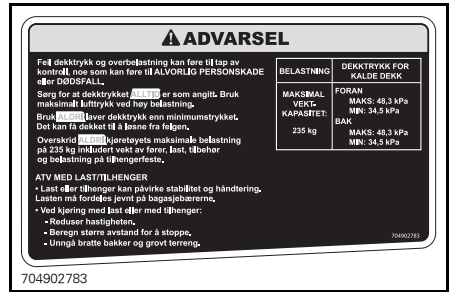 ADVARSEL
Feil dekktrykk og overbelastning kan føre til tap av
kontroll, noe som kan føre til ALVORLIG PERSONSKADE
eller DØDSFALL.
Sørg for at dekktrykket ALLTID er som angitt. Bruk
maksimalt lufttrykk ved høy belastning.
Bruk ALDRI laver dekktrykk enn minimumstrykket.
Det kan få dekket til å løsne fra felgen.
Overskrid ALDRI kjøretøyets maksimale belastning
på 235 kg inkludert vekt av fører, last, tilbehør
og belastning på tilhengerfeste.
ATV MED LAST/TILHENGER
• Last eller tilhenger kan påvirke stabilitet og håndtering.
Lasten må fordeles jevnt på bagasjebærerne.
• Ved kjøring med last eller med tilhenger:
- Reduser hastigheten.
- Beregn større avstand for å stoppe.
- Unngå bratte bakker og grovt terreng.
BELASTNING
DEKKTRYKK FOR
KALDE DEKK
MAKSIMAL
VEKT-
KAPASITET:
235 kg
FORAN
MAKS: 48,3 kPa
MIN: 34,5 kPa
BAK
MAKS: 48,3 kPa
MIN: 34,5 kPa
704902783
704902783